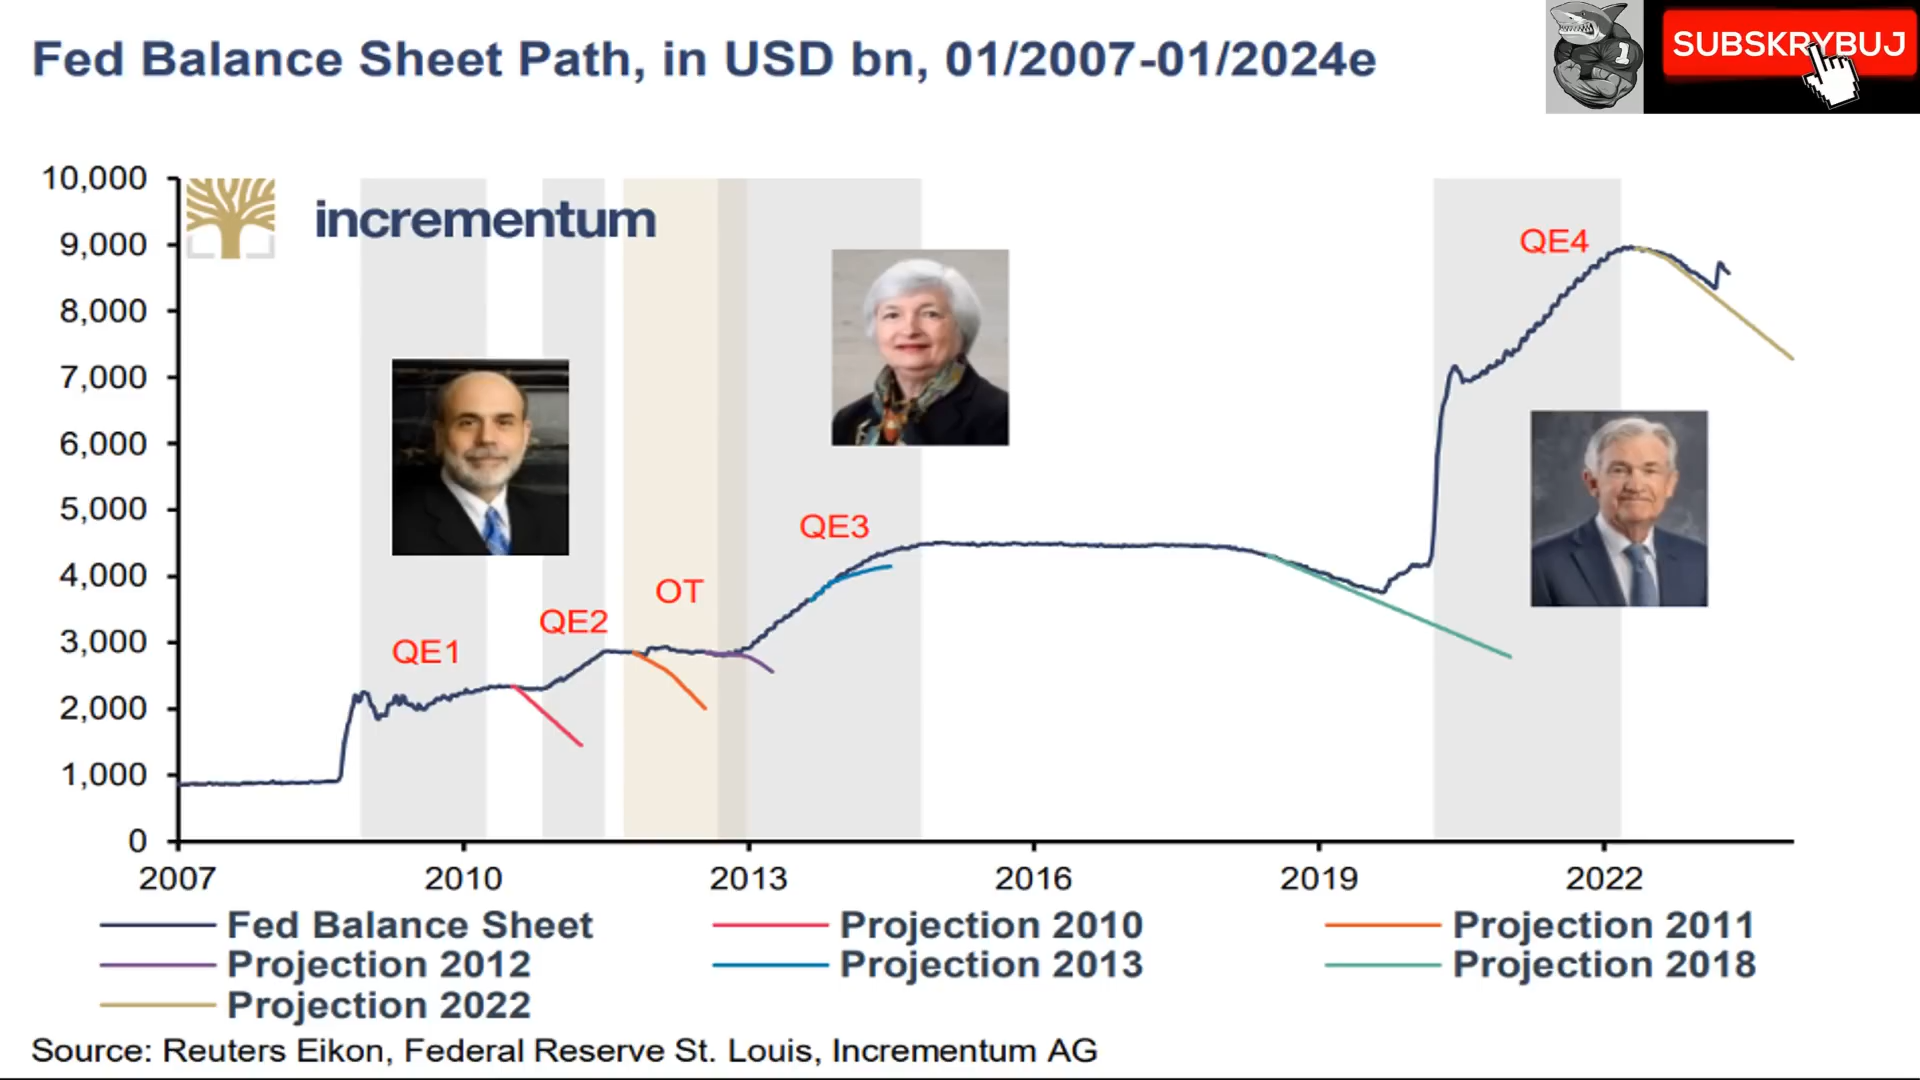 Fed Balance Sheet Path, in USD bn, 01/2007-01/2024e
1
SUBSKRYBUJ
incrementum
10,000
9,000
8,000
7,000
6,000
5,000
4,000
3,000
2,000
1,000
0
QE1
QE2
OT
QE3
QE4
2007 2010 2013 2016 2019 2022
Fed Balance Sheet Projection 2010 Projection 2011
Projection 2012 Projection 2013 Projection 2018
Projection 2022
Source: Reuters Eikon, Federal Reserve St. Louis, Incrementum AG